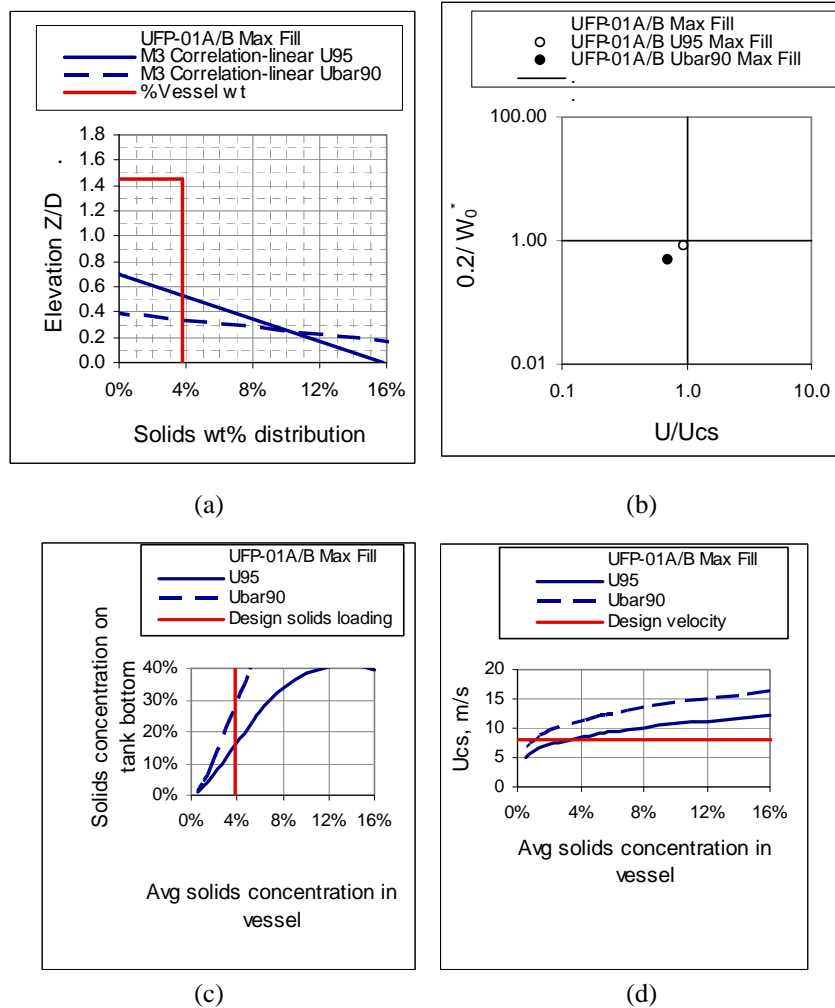 UFP-01A/B Max Fill
M3 Correlation-linear U95
M3 Correlation-linear Ubar90
%Vessel wt
Elevation Z/D
1.8
1.6
1.4
1.2
1.0
0.8
0.6
0.4
0.2
0.0
0% 4% 8% 12% 16%
Solids wt% distribution
(a)
UFP-01A/B Max Fill
UFP-01A/B U95 Max Fill
UFP-01A/B Ubar90 Max Fill
0.2/ W₀*
100.00
1.00
0.01
0.1 1.0 10.0
U/Ucs
(b)
UFP-01A/B Max Fill
U95
Ubar90
Design solids loading
Solids concentration on
tank bottom
40%
30%
20%
10%
0%
0% 4% 8% 12% 16%
Avg solids concentration in
vessel
(c)
UFP-01A/B Max Fill
U95
Ubar90
Design velocity
Ucs, m/s
20
15
10
5
0
0% 4% 8% 12% 16%
Avg solids concentration in
vessel
(d)